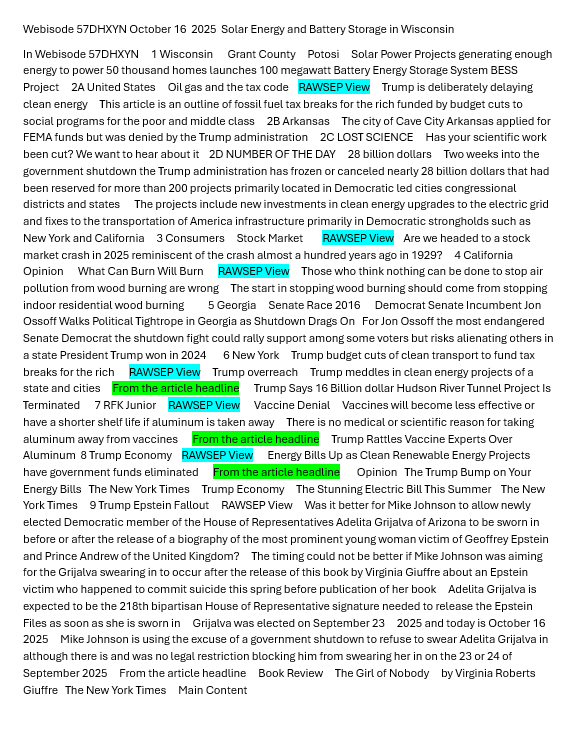 Webisode 57DHXYN October 16 2025 Solar Energy and Battery Storage in Wisconsin
In Webisode 57DHXYN 1 Wisconsin Grant County Potosi Solar Power Projects generating enough
energy to power 50 thousand homes launches 100 megawatt Battery Energy Storage System BESS
Project 2A United States Oil gas and the tax code RAWSEP View Trump is deliberately delaying
clean energy This article is an outline of fossil fuel tax breaks for the rich funded by budget cuts to
social programs for the poor and middle class 2B Arkansas The city of Cave City Arkansas applied for
FEMA funds but was denied by the Trump administration 2C LOST SCIENCE Has your scientific work
been cut? We want to hear about it 2D NUMBER OF THE DAY 28 billion dollars Two weeks into the
government shutdown the Trump administration has frozen or canceled nearly 28 billion dollars that had
been reserved for more than 200 projects primarily located in Democratic led cities congressional
districts and states The projects include new investments in clean energy upgrades to the electric grid
and fixes to the transportation of America infrastructure primarily in Democratic strongholds such as
New York and California 3 Consumers Stock Market RAWSEP View Are we headed to a stock
market crash in 2025 reminiscent of the crash almost a hundred years ago in 1929? 4 California
Opinion What Can Burn Will Burn RAWSEP View Those who think nothing can be done to stop air
pollution from wood burning are wrong The start in stopping wood burning should come from stopping
indoor residential wood burning 5 Georgia Senate Race 2016 Democrat Senate Incumbent Jon
Ossoff Walks Political Tightrope in Georgia as Shutdown Drags On For Jon Ossoff the most endangered
Senate Democrat the shutdown fight could rally support among some voters but risks alienating others in
a state President Trump won in 2024 6 New York Trump budget cuts of clean transport to fund tax
breaks for the rich RAWSEP View Trump overreach Trump meddles in clean energy projects of a
state and cities From the article headline Trump Says 16 Billion dollar Hudson River Tunnel Project Is
Terminated 7 RFK Junior RAWSEP View Vaccine Denial Vaccines will become less effective or
have a shorter shelf life if aluminum is taken away There is no medical or scientific reason for taking
aluminum away from vaccines From the article headline Trump Rattles Vaccine Experts Over
Aluminum 8 Trump Economy RAWSEP View Energy Bills Up as Clean Renewable Energy Projects
have government funds eliminated From the article headline Opinion The Trump Bump on Your
Energy Bills The New York Times Trump Economy The Stunning Electric Bill This Summer The New
York Times 9 Trump Epstein Fallout RAWSEP View Was it better for Mike Johnson to allow newly
elected Democratic member of the House of Representatives Adelita Grijalva of Arizona to be sworn in
before or after the release of a biography of the most prominent young woman victim of Geoffrey Epstein
and Prince Andrew of the United Kingdom? The timing could not be better if Mike Johnson was aiming
for the Grijalva swearing in to occur after the release of this book by Virginia Giuffre about an Epstein
victim who happened to commit suicide this spring before publication of her book Adelita Grijalva is
expected to be the 218th bipartisan House of Representative signature needed to release the Epstein
Files as soon as she is sworn in Grijalva was elected on September 23 2025 and today is October 16
2025 Mike Johnson is using the excuse of a government shutdown to refuse to swear Adelita Grijalva in
although there is and was no legal restriction blocking him from swearing her in on the 23 or 24 of
September 2025 From the article headline Book Review The Girl of Nobody by Virginia Roberts
Giuffre The New York Times Main Content